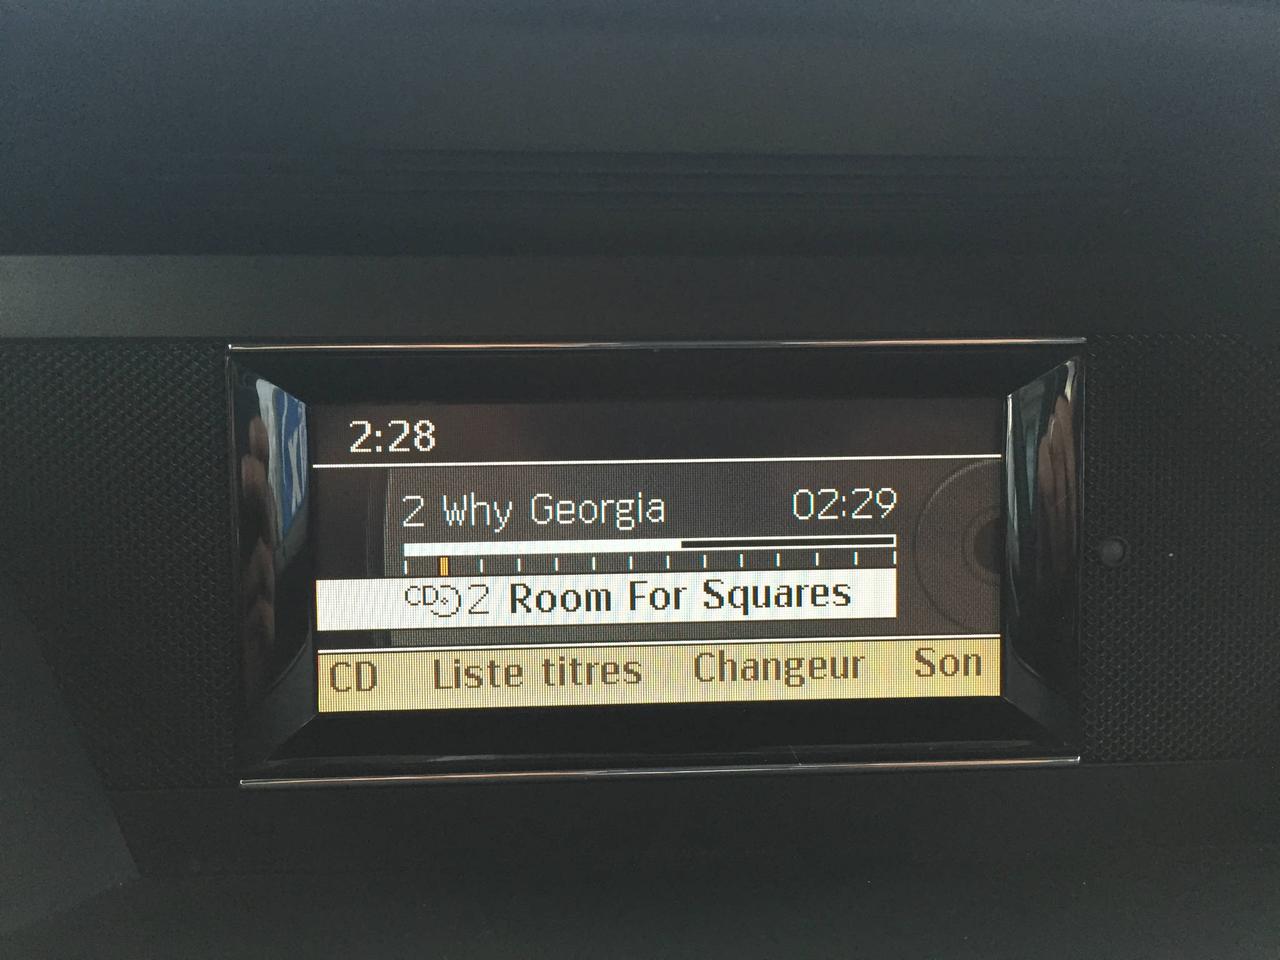 2:28
2 Why Georgia 02:29
CD 2 Room For Squares
CD Liste titres Changeur Son